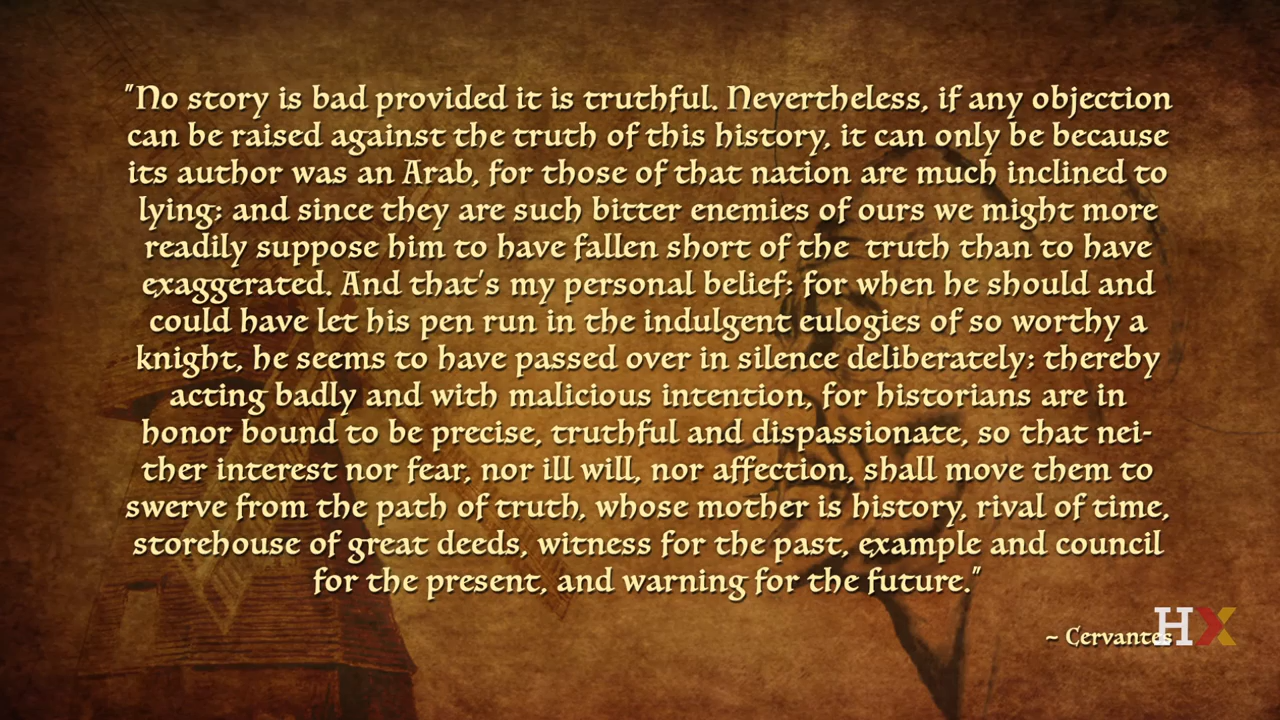 "No story is bad provided it is truthful. Nevertheless, if any objection
can be raised against the truth of this history, it can only be because
its author was an Arab, for those of that nation are much inclined to
lying; and since they are such bitter enemies of ours we might more
readily suppose him to have fallen short of the truth than to have
exaggerated. And that's my personal belief; for when he should and
could have let his pen run in the indulgent eulogies of so worthy a
knight, he seems to have passed over in silence deliberately; thereby
acting badly and with malicious intention, for historians are in
honor bound to be precise, truthful and dispassionate, so that nei-
ther interest nor fear, nor ill will, nor affection, shall move them to
swerve from the path of truth, whose mother is history, rival of time,
storehouse of great deeds, witness for the past, example and council
for the present, and warning for the future."
~ Cervantes
HX